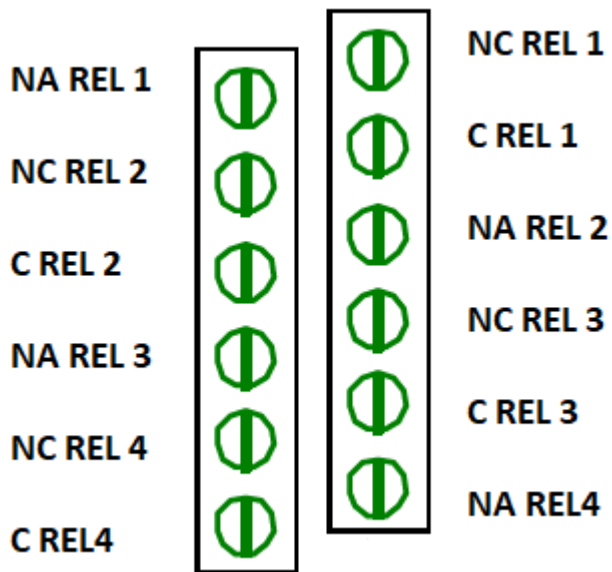 NA REL 1
NC REL 2
C REL 2
NA REL 3
NC REL 4
C REL4
NC REL 1
C REL 1
NA REL 2
NC REL 3
C REL 3
NA REL4